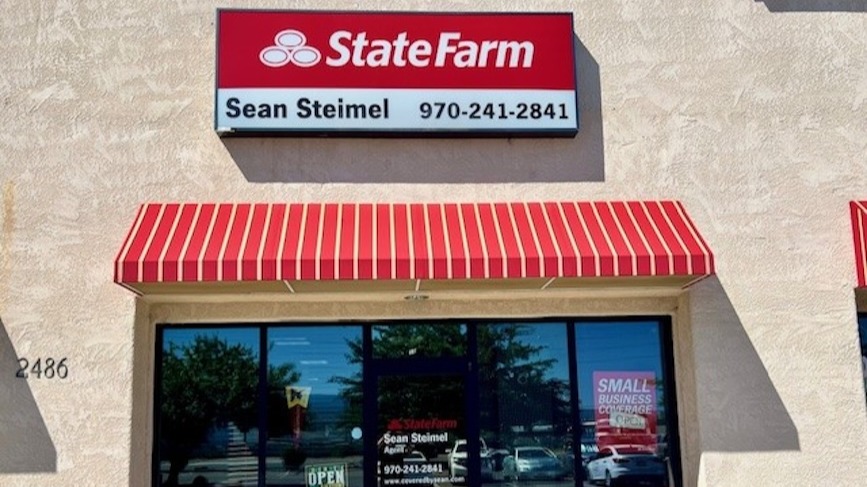 StateFarm
Sean Steimel 970-241-2841
2486
SMALL
BUSINESS
COVERAGE
OPEN
StateFarm
Sean Steimel
Agent
970-241-2841
www.coveredbysean.com
OPEN